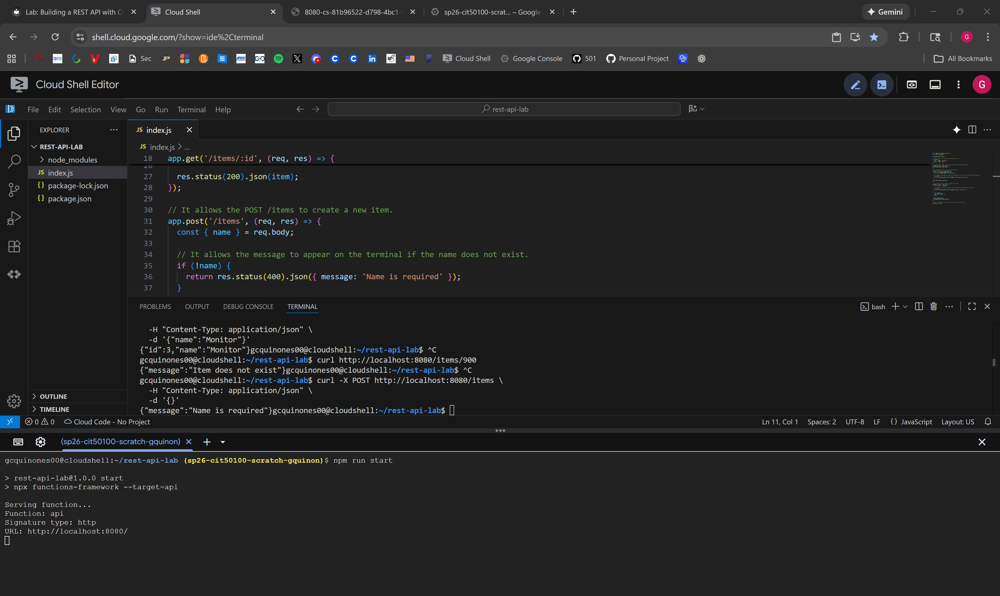 Lab: Building a REST API with Cl
Cloud Shell
8080-cs-81b96522-d798-4bc1-
sp26-cit50100-scrat... – Google
Gemini
shell.cloud.google.com/?show=ide%2Cterminal
G
aes
Sec
APWU
in
Cloud Shell
Google Console
501
Personal Project
All Bookmarks
Cloud Shell Editor
G
File Edit Selection View Go Run Terminal Help
rest-api-lab
EXPLORER
JS index.js
REST-API-LAB
node_modules
JS index.js
{} package-lock.json
{} package.json
JS index.js > ...
18 app.get('/items/:id', (req, res) => {
26
27 res.status(200).json(item);
28 });
29
30 // It allows the POST /items to create a new item.
31 app.post('/items', (req, res) => {
32 const { name } = req.body;
33
34 // It allows the message to appear on the terminal if the name does not exist.
35 if (!name) {
36 return res.status(400).json({ message: 'Name is required' });
37 }
PROBLEMS OUTPUT DEBUG CONSOLE TERMINAL
bash
-H "Content-Type: application/json" \
-d '{"name":"Monitor"}'
{"id":3,"name":"Monitor"}gcquinones00@cloudshell:~/rest-api-lab$ ^C
gcquinones00@cloudshell:~/rest-api-lab$ curl http://localhost:8080/items/900
{"message":"Item does not exist"}gcquinones00@cloudshell:~/rest-api-lab$ ^C
gcquinones00@cloudshell:~/rest-api-lab$ curl -X POST http://localhost:8080/items \
-H "Content-Type: application/json" \
-d '{}'
{"message":"Name is required"}gcquinones00@cloudshell:~/rest-api-lab$
OUTLINE
TIMELINE
0 0 Cloud Code - No Project
Ln 11, Col 1 Spaces: 2 UTF-8 LF {} JavaScript Layout: US
(sp26-cit50100-scratch-gquinon)
gcquinones00@cloudshell:~/rest-api-lab (sp26-cit50100-scratch-gquinon)$ npm run start
> rest-api-lab@1.0.0 start
> npx functions-framework --target=api
Serving function...
Function: api
Signature type: http
URL: http://localhost:8080/